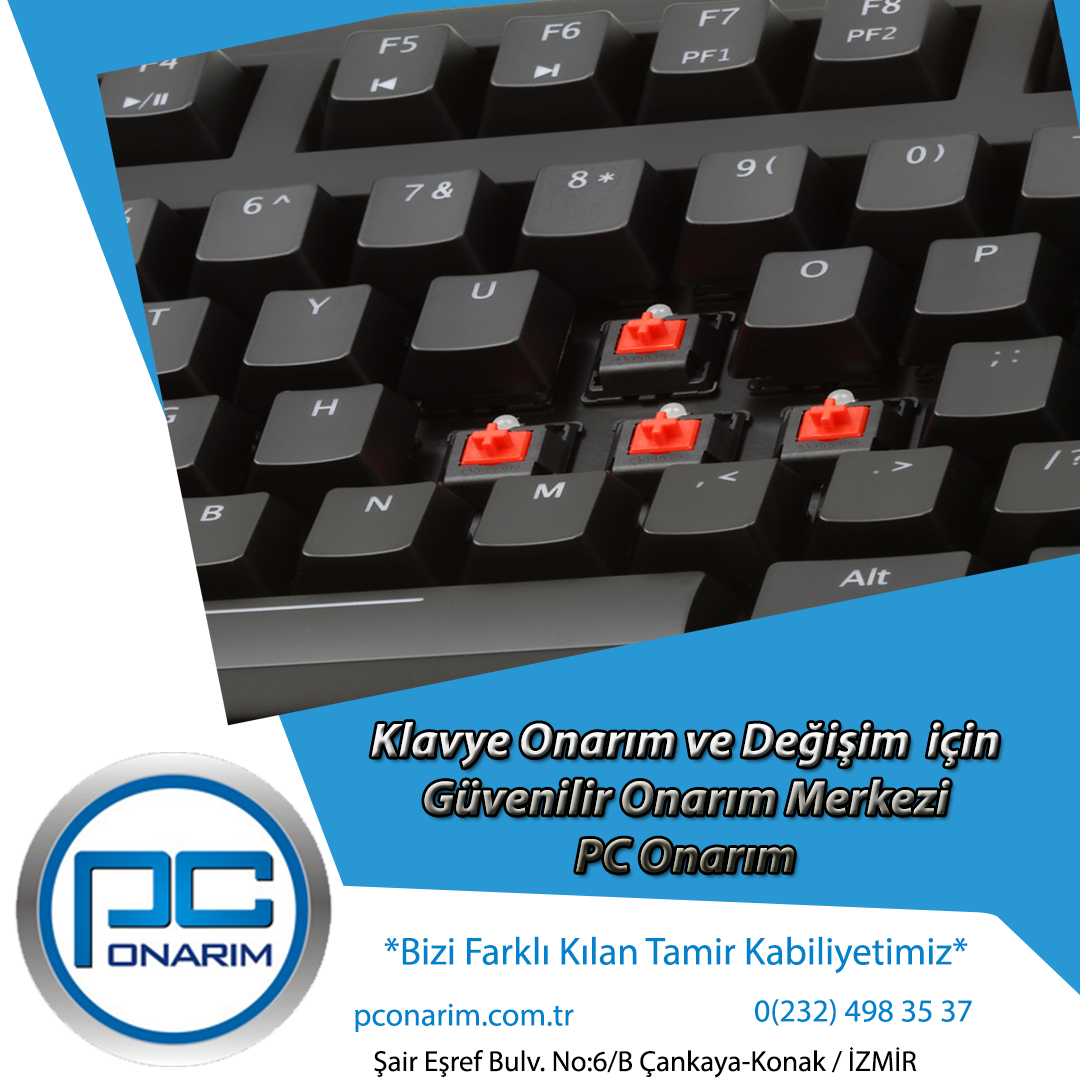 F4
F5
F6
F7
PF1
F8
PF2
6 ^
7 &
8 *
9 (
0 )
T
Y
U
O
P
G
H
; :
B
N
M
, <
. >
/ ?
Alt
Klavye Onarım ve Değişim için
Güvenilir Onarım Merkezi
PC Onarım
PC
ONARIM
*Bizi Farklı Kılan Tamir Kabiliyetimiz*
pconarim.com.tr
0(232) 498 35 37
Şair Eşref Bulv. No:6/B Çankaya-Konak / İZMİR